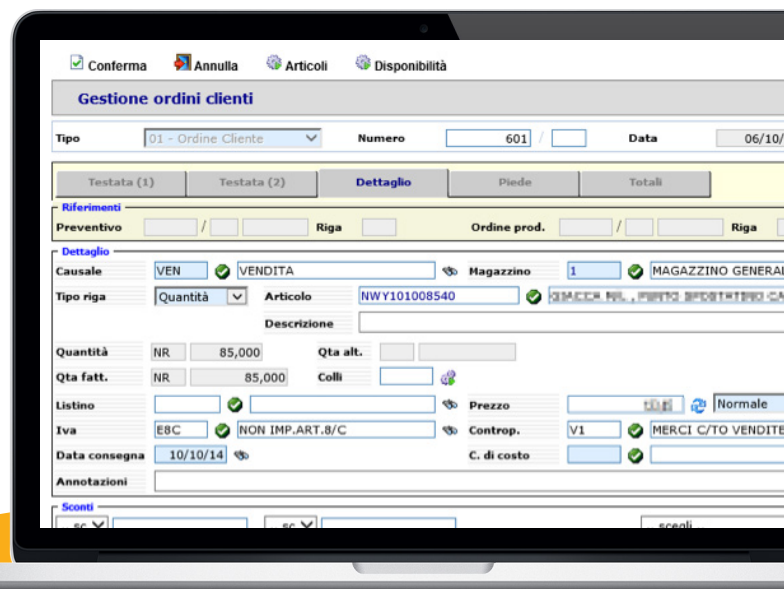 Conferma Annulla Articoli Disponibilità
Gestione ordini clienti
Tipo 01 - Ordine Cliente Numero 601 / Data 06/10/
Testata (1) Testata (2) Dettaglio Piede Totali
Riferimenti
Preventivo / Riga Ordine prod. / Riga
Dettaglio
Causale VEN VENDITA Magazzino 1 MAGAZZINO GENERAL
Tipo riga Quantità Articolo NWY101008540
Descrizione
Quantità NR 85,000 Qta alt.
Qta fatt. NR 85,000 Colli
Listino Prezzo Normale
Iva E8C NON IMP.ART.8/C Controp. V1 MERCI C/TO VENDITE
Data consegna 10/10/14 C. di costo
Annotazioni
Sconti
.. sc .. sc .. scegli ..